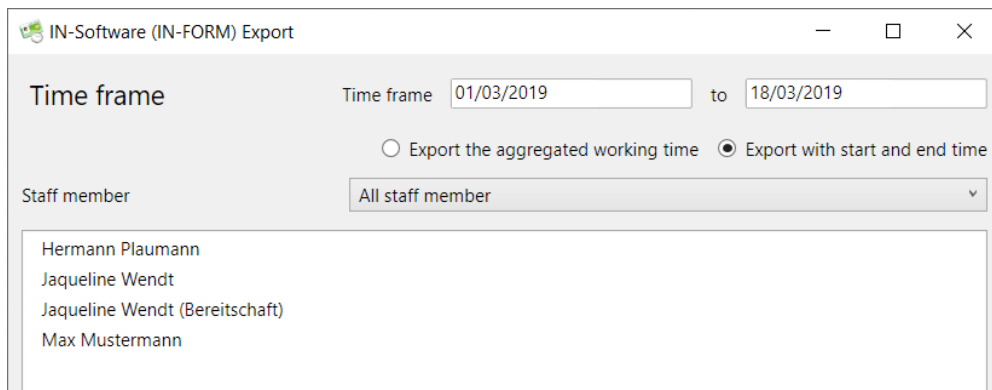 IN-Software (IN-FORM) Export
Time frame Time frame 01/03/2019 to 18/03/2019
Export the aggregated working time Export with start and end time
Staff member All staff member
Hermann Plaumann
Jaqueline Wendt
Jaqueline Wendt (Bereitschaft)
Max Mustermann